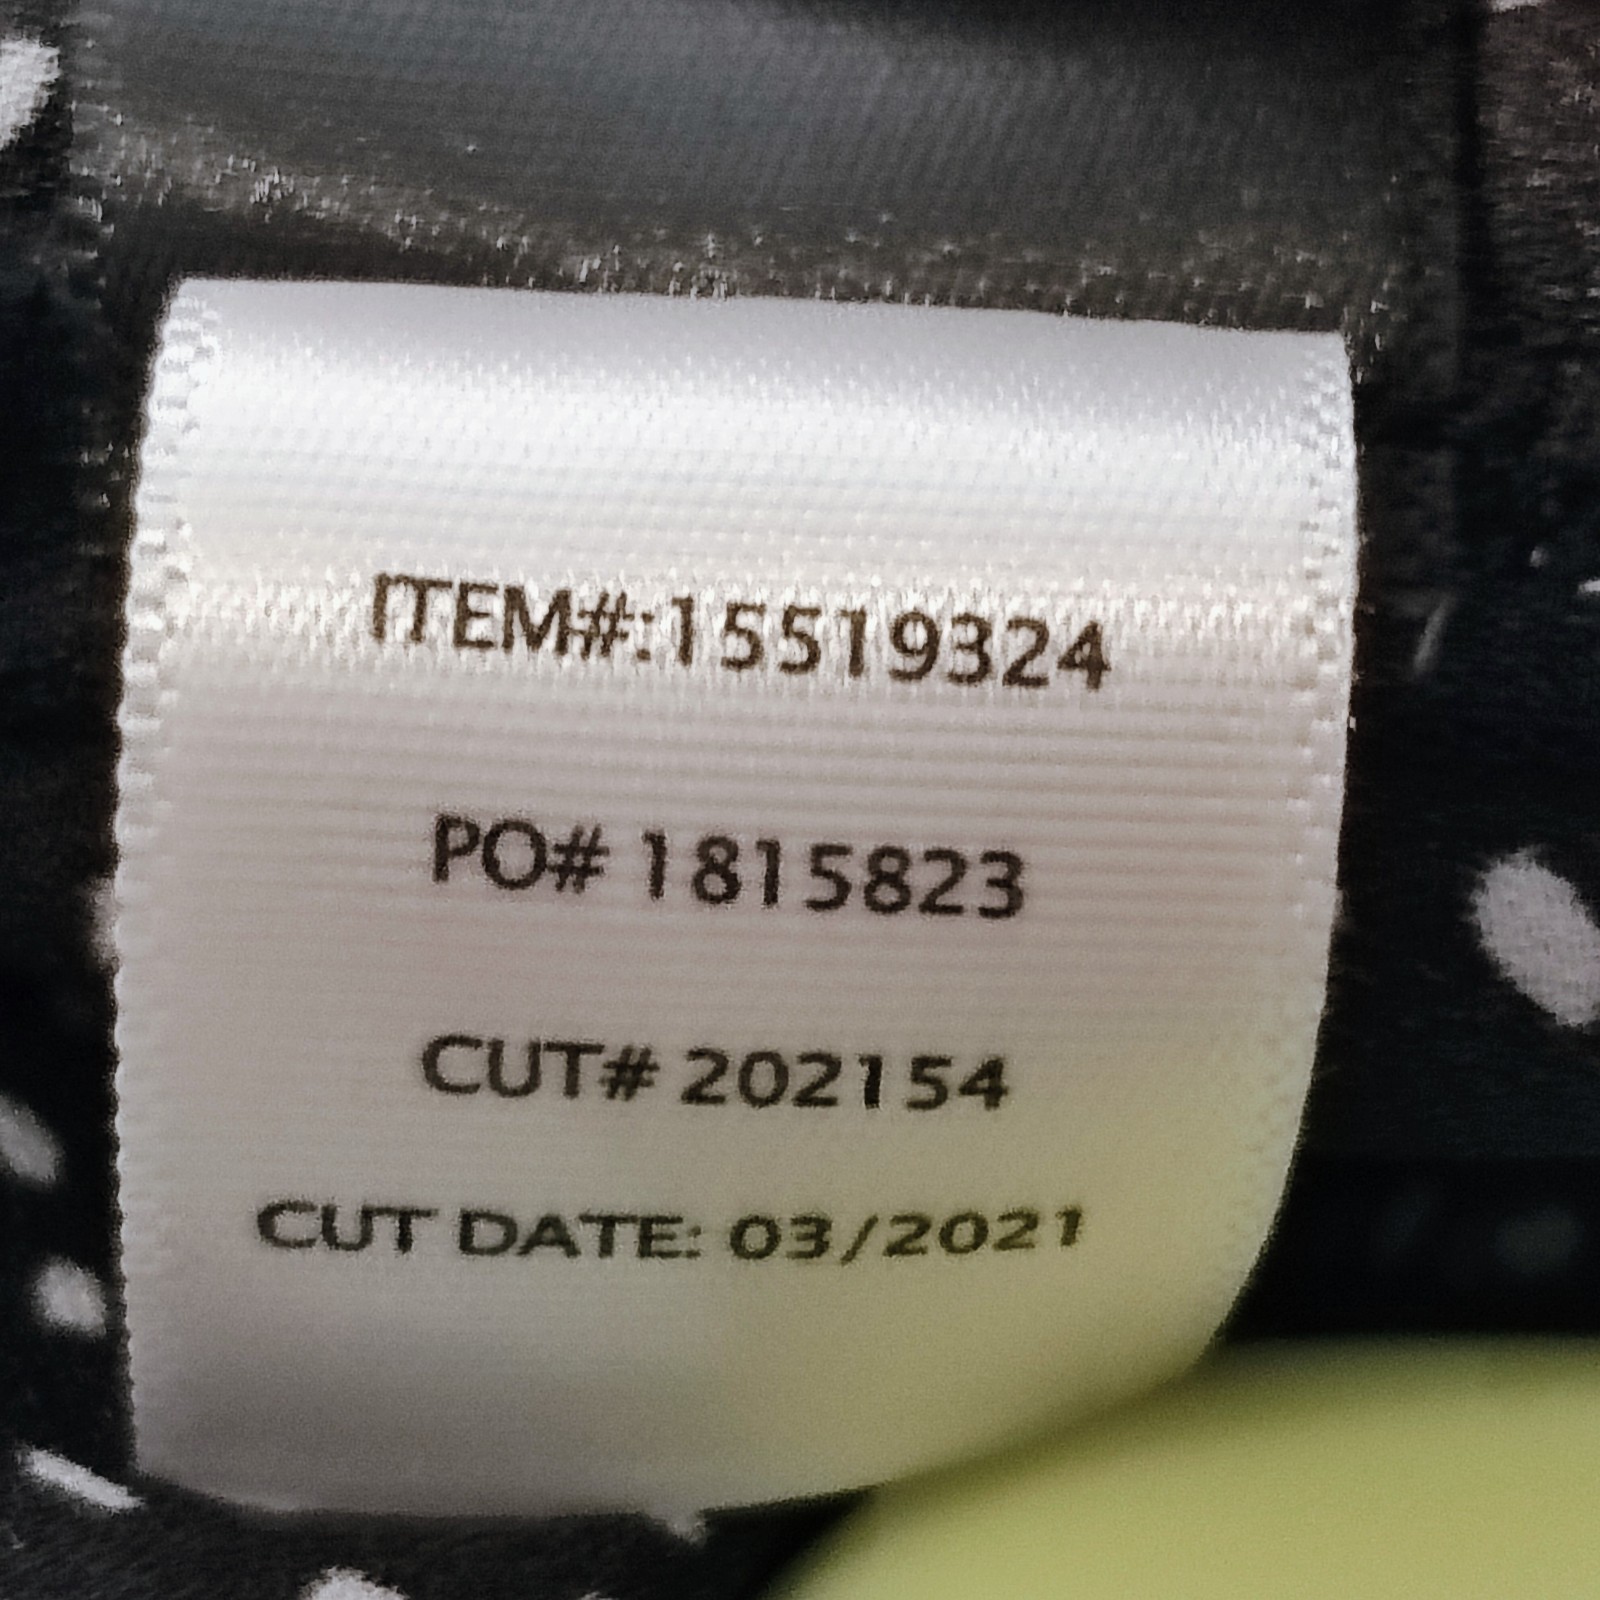 ITEM#:15519324
PO# 1815823
CUT# 202154
CUT DATE: 03/2021